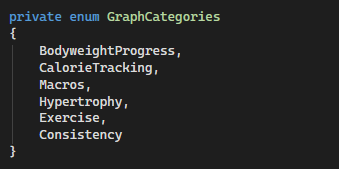 private enum GraphCategories
{
BodyweightProgress,
CalorieTracking,
Macros,
Hypertrophy,
Exercise,
Consistency
}